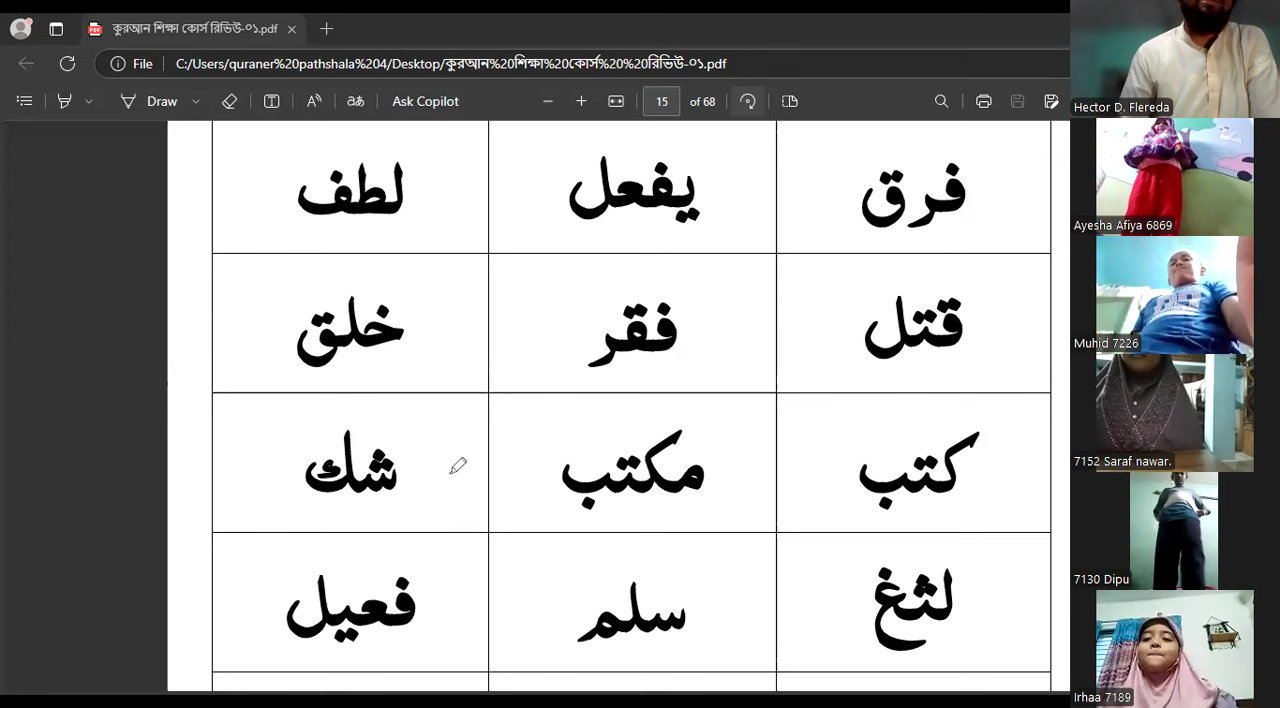 কুরআন শিক্ষা কোর্স রিভিউ-০১.pdf
File C:/Users/quraner%20pathshala%204/Desktop/কুরআন%20শিক্ষা%20কোর্স%20%20রিভিউ-০১.pdf
Draw Ask Copilot 15 of 68
فرق يفعل لطف
قتل فقر خلق
كتب مكتب شك
لثغ سلم فعيل
Hector D. Flereda
Ayesha Afiya 6869
Muhid 7226
7152 Saraf nawar.
7130 Dipu
Irhaa 7189